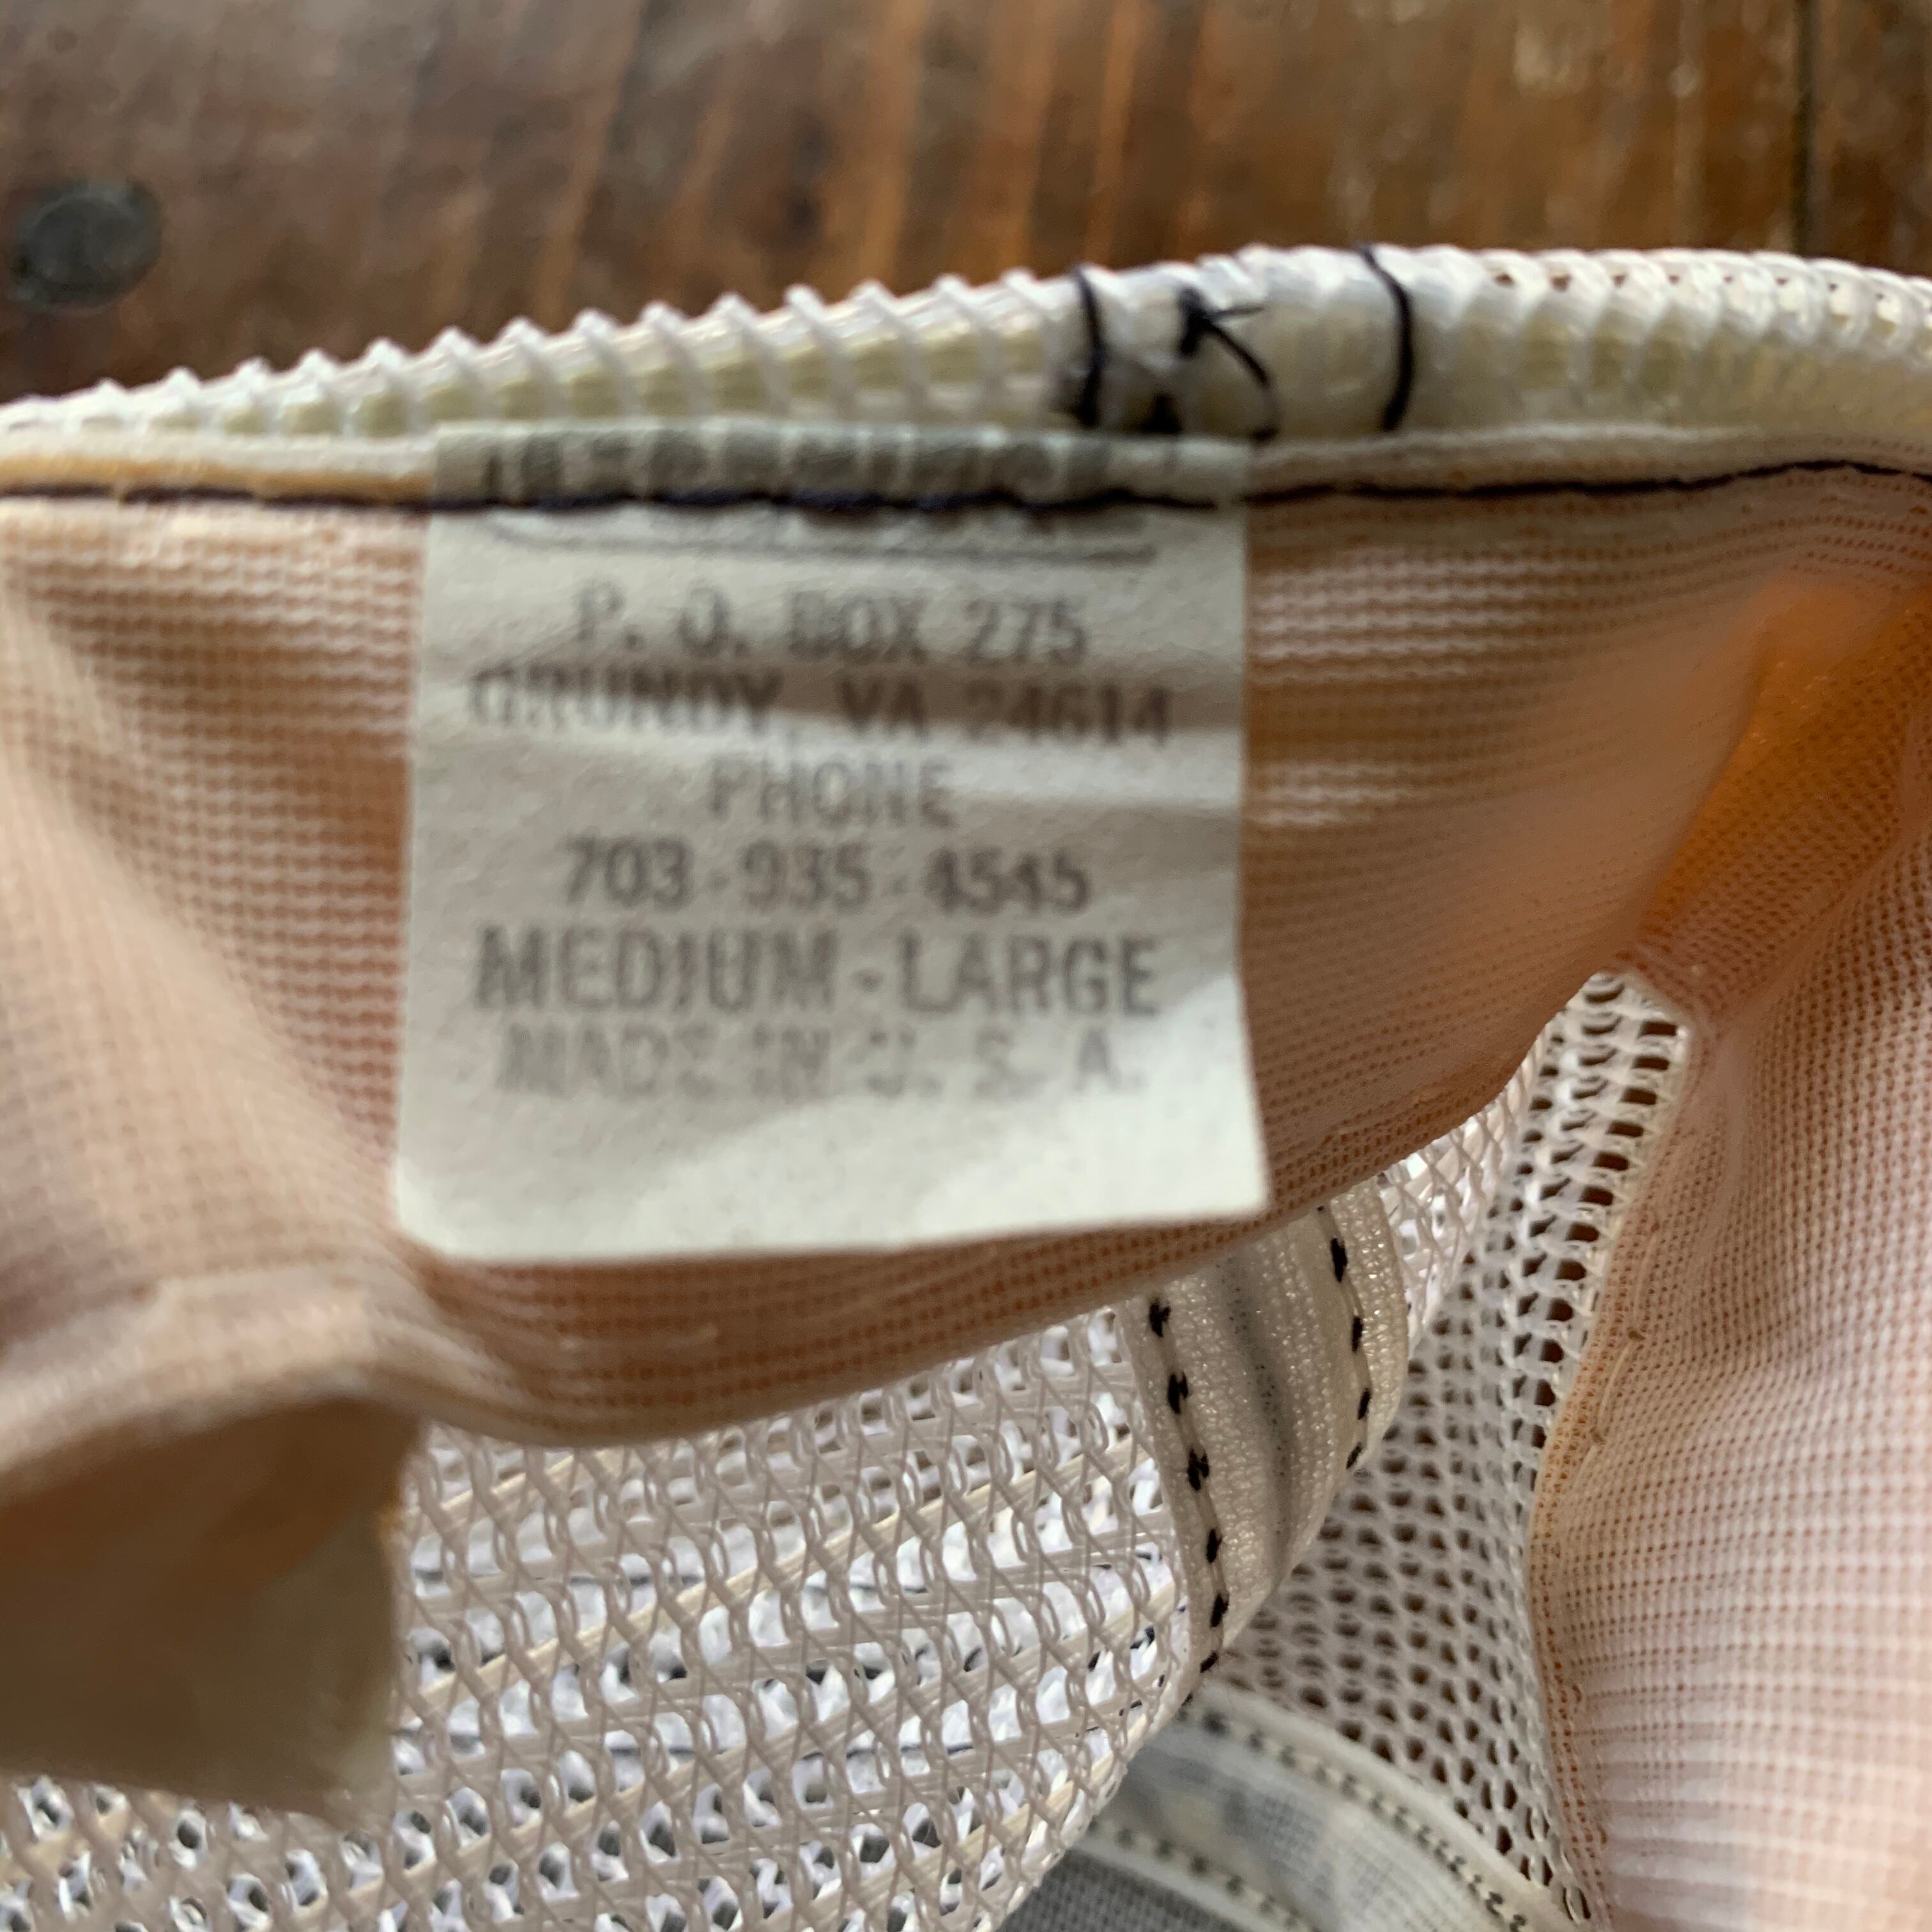 P. O. BOX 275
GRUNDY, VA 24614
PHONE
703-935-4545
MEDIUM-LARGE
MADE IN U. S. A.